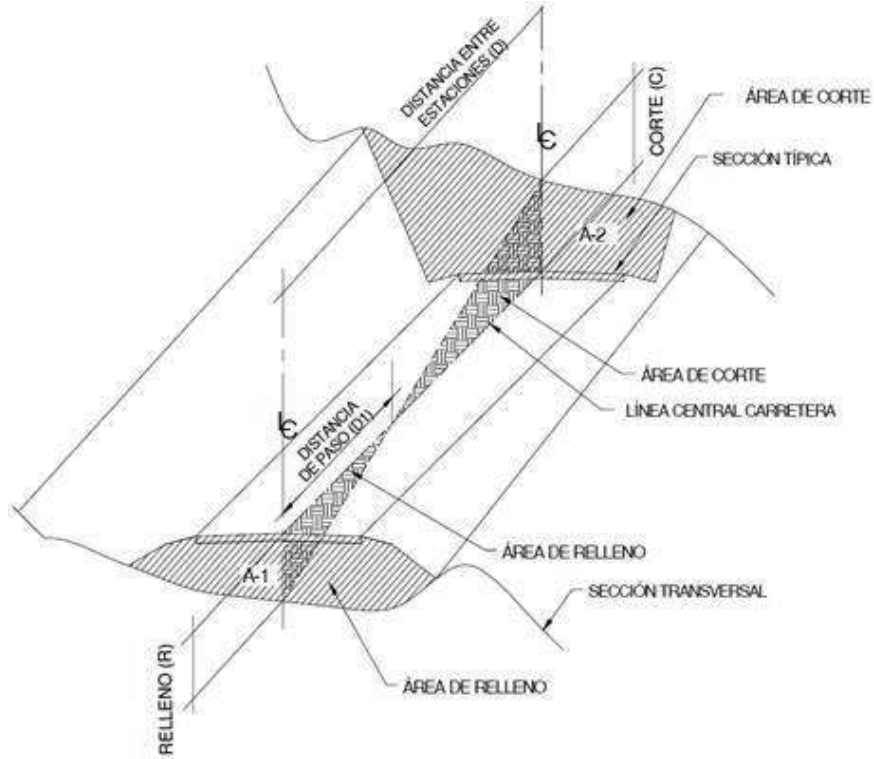 DISTANCIA ENTRE
ESTACIONES (D)
CORTE (C)
ÁREA DE CORTE
SECCIÓN TÍPICA
A-2
ÁREA DE CORTE
LÍNEA CENTRAL CARRETERA
DISTANCIA
DE PASO (D1)
ÁREA DE RELLENO
A-1
SECCIÓN TRANSVERSAL
ÁREA DE RELLENO
RELLENO (R)